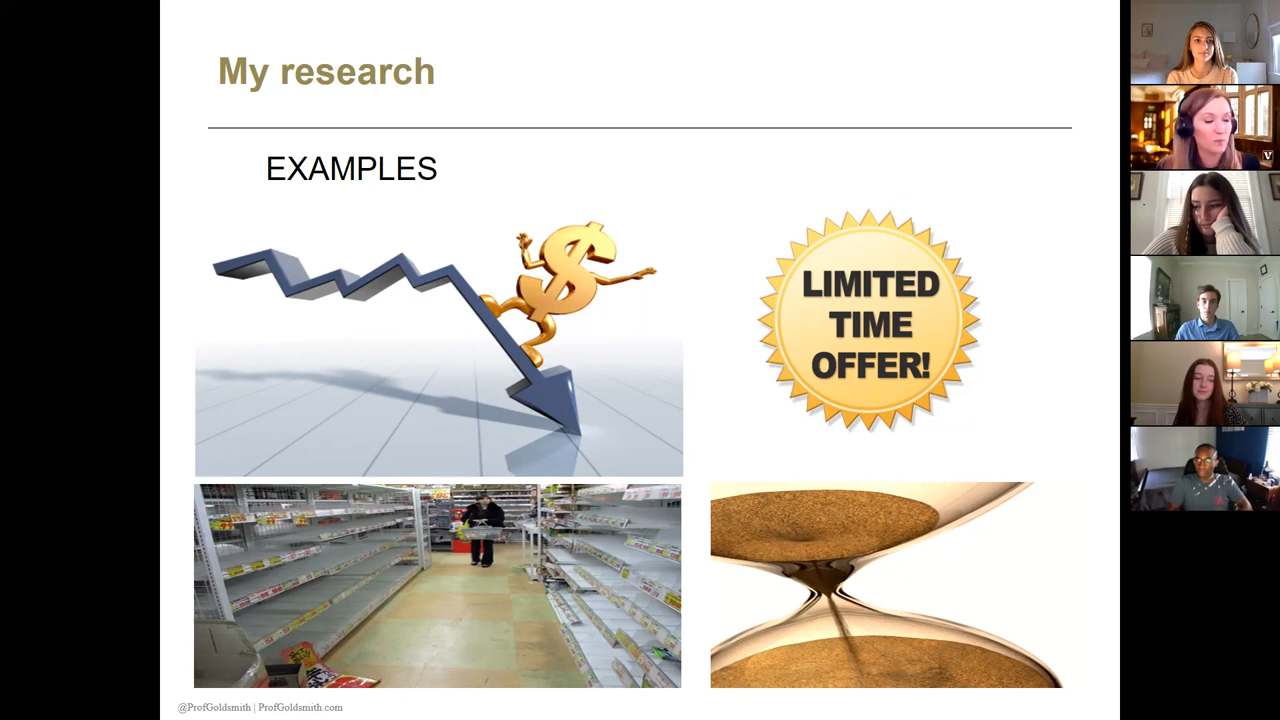 My research
EXAMPLES
LIMITED
TIME
OFFER!
V
@ProfGoldsmith | ProfGoldsmith.com